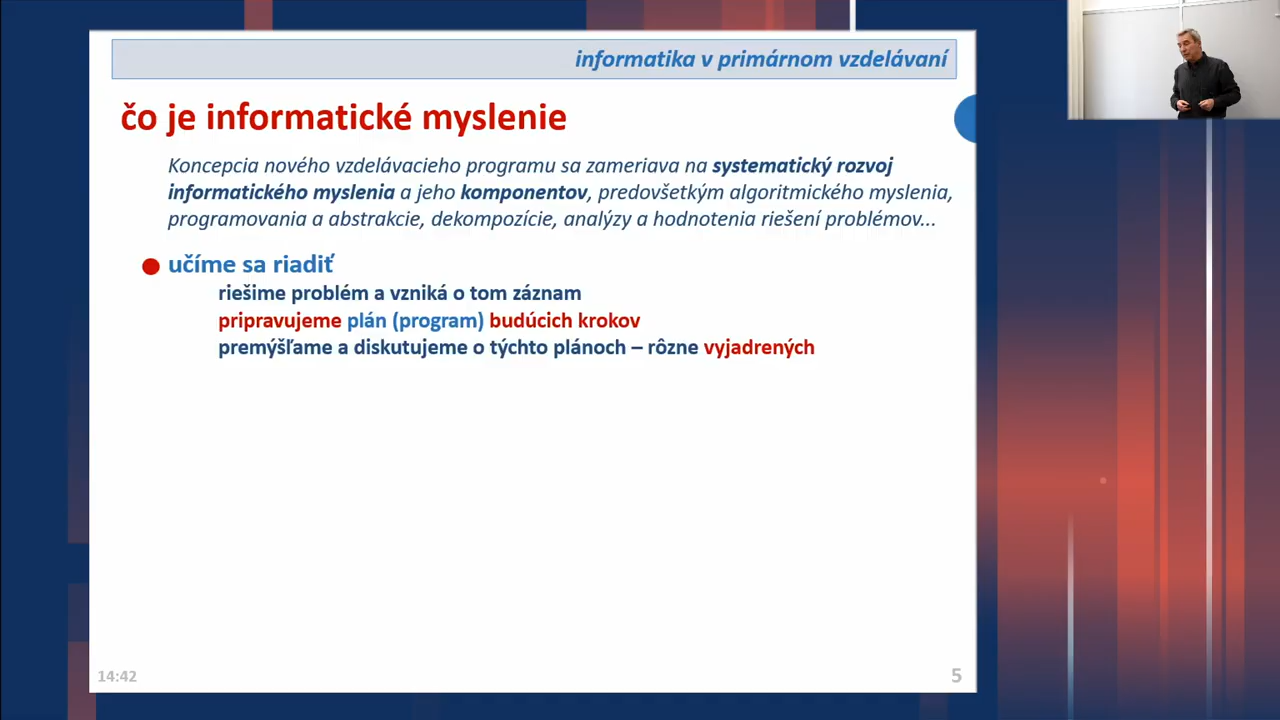 informatika v primárnom vzdelávaní
čo je informatické myslenie
Koncepcia nového vzdelávacieho programu sa zameriava na systematický rozvoj
informatického myslenia a jeho komponentov, predovšetkým algoritmického myslenia,
programovania a abstrakcie, dekompozície, analýzy a hodnotenia riešení problémov...
učíme sa riadiť
riešime problém a vzniká o tom záznam
pripravujeme plán (program) budúcich krokov
premýšľame a diskutujeme o týchto plánoch – rôzne vyjadrených
14:42
5